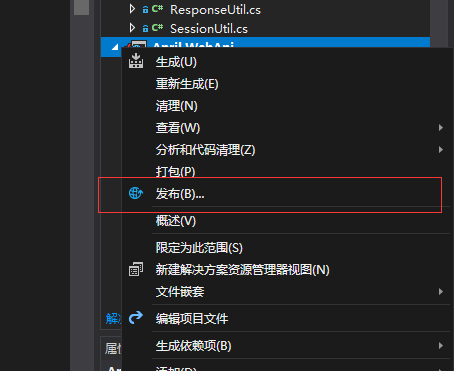 ResponseUtil.cs
SessionUtil.cs
April.WebApi
生成(U)
重新生成(E)
清理(N)
查看(W)
分析和代码清理(Z)
打包(P)
发布(B)...
概述(V)
限定为此范围(S)
新建解决方案资源管理器视图(N)
文件嵌套
解决
编辑项目文件
生成依赖项(B)
属性
添加(D)